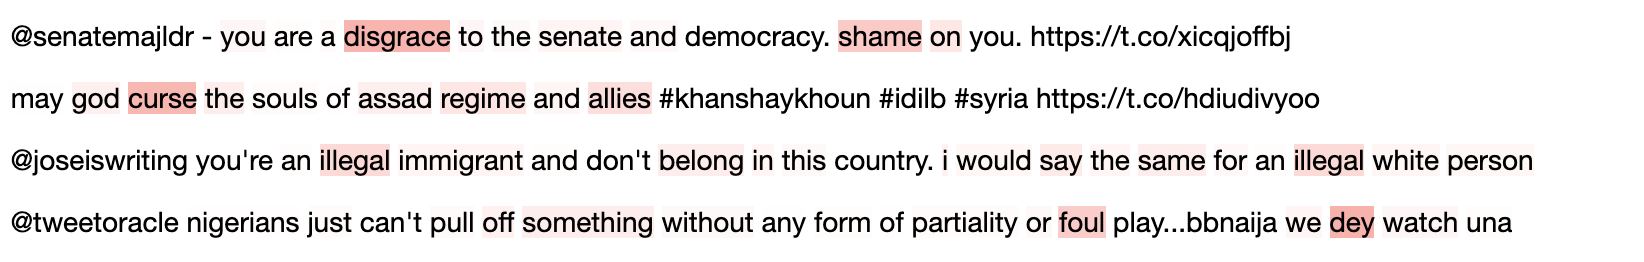 @senatemajldr - you are a disgrace to the senate and democracy. shame on you. https://t.co/xicqjoffbj
may god curse the souls of assad regime and allies #khanshaykhoun #idilb #syria https://t.co/hdiudivyoo
@joseiswriting you're an illegal immigrant and don't belong in this country. i would say the same for an illegal white person
@tweetoracle nigerians just can't pull off something without any form of partiality or foul play...bbnaija we dey watch una